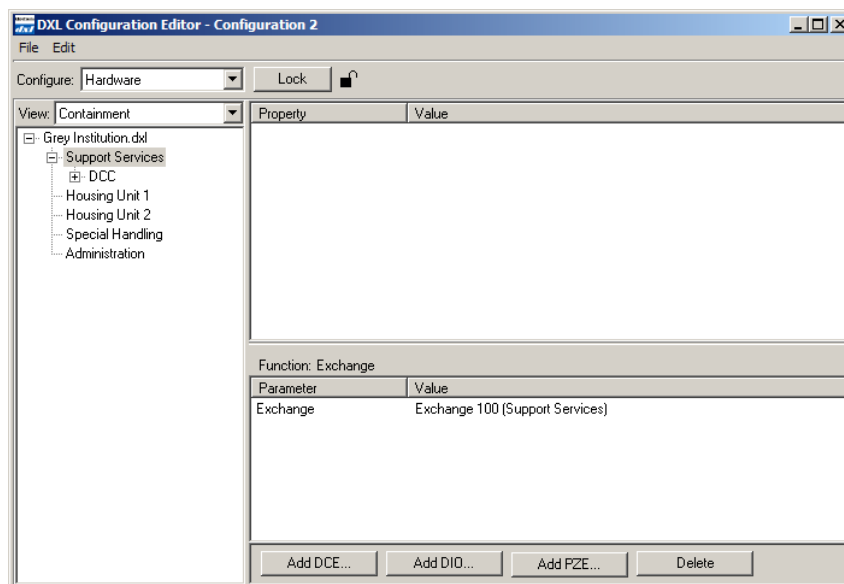 DXL Configuration Editor - Configuration 2
File Edit
Configure: Hardware Lock
View: Containment Property Value
Grey Institution.dxl
Support Services
DCC
Housing Unit 1
Housing Unit 2
Special Handling
Administration
Function: Exchange
Parameter Value
Exchange Exchange 100 (Support Services)
Add DCE... Add DIO... Add PZE... Delete